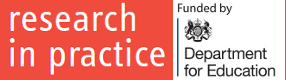 research
in practice
Funded by
Department
for Education